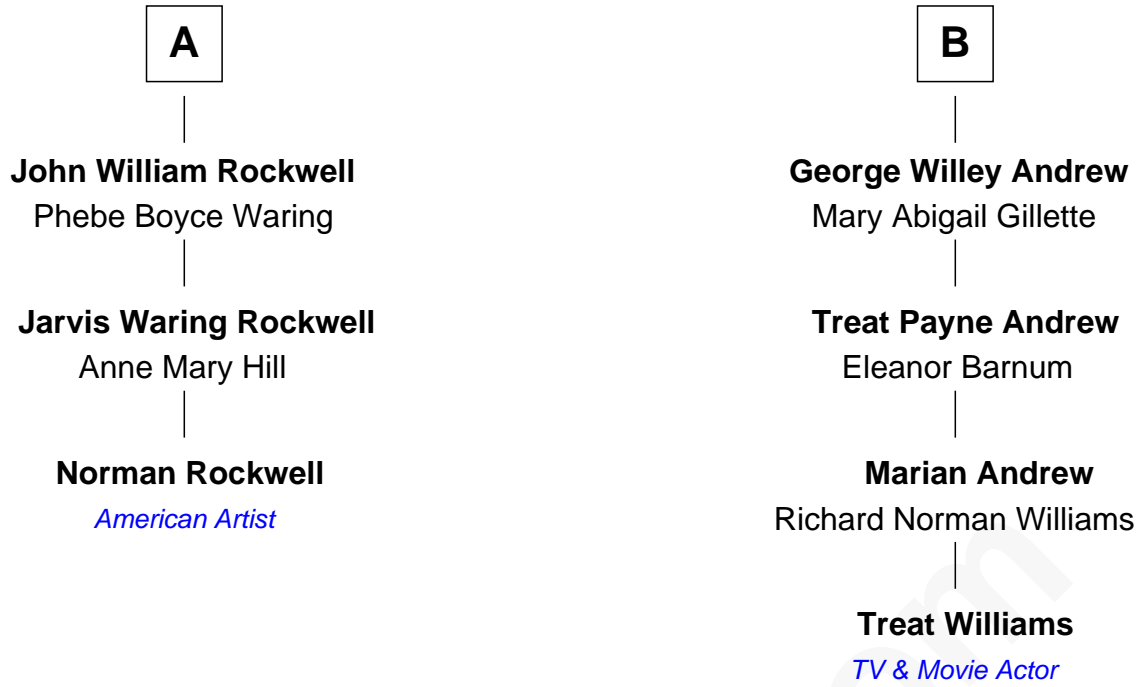 A
John William Rockwell
Phebe Boyce Waring
Jarvis Waring Rockwell
Anne Mary Hill
Norman Rockwell
American Artist
B
George Willey Andrew
Mary Abigail Gillette
Treat Payne Andrew
Eleanor Barnum
Marian Andrew
Richard Norman Williams
Treat Williams
TV & Movie Actor